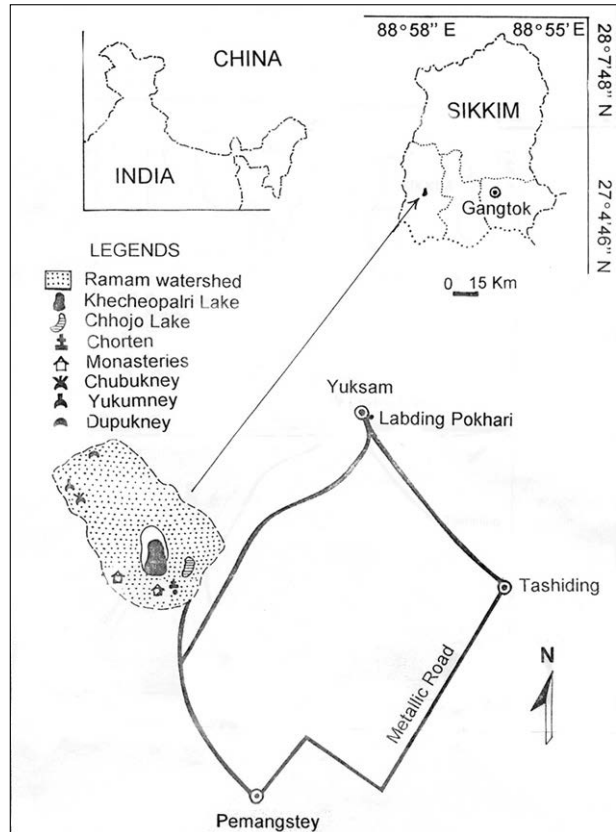 88°58'' E 88°55' E
28°7'48'' N
CHINA
SIKKIM
INDIA
Gangtok
27°4'46'' N
LEGENDS
Ramam watershed
Khecheopalri Lake
Chhojo Lake
Chorten
Monasteries
Chubukney
Yukumney
Dupukney
0 15 Km
Yuksam
Labding Pokhari
Tashiding
N
Metallic Road
Pemangstey